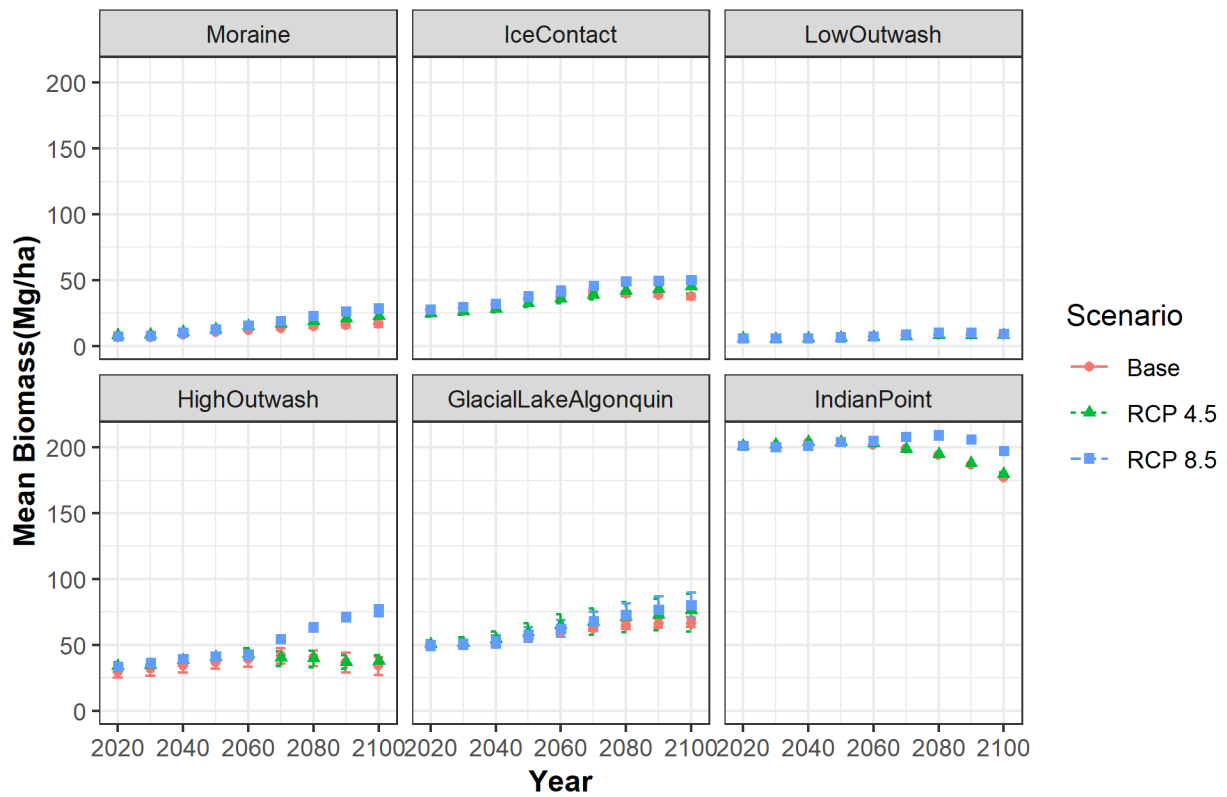 Moraine IceContact LowOutwash
200
150
100
50
0
HighOutwash GlacialLakeAlgonquin IndianPoint
200
150
100
50
0
2020 2040 2060 2080 2100 2020 2040 2060 2080 2100 2020 2040 2060 2080 2100
Year
Mean Biomass(Mg/ha)
Scenario
Base
RCP 4.5
RCP 8.5